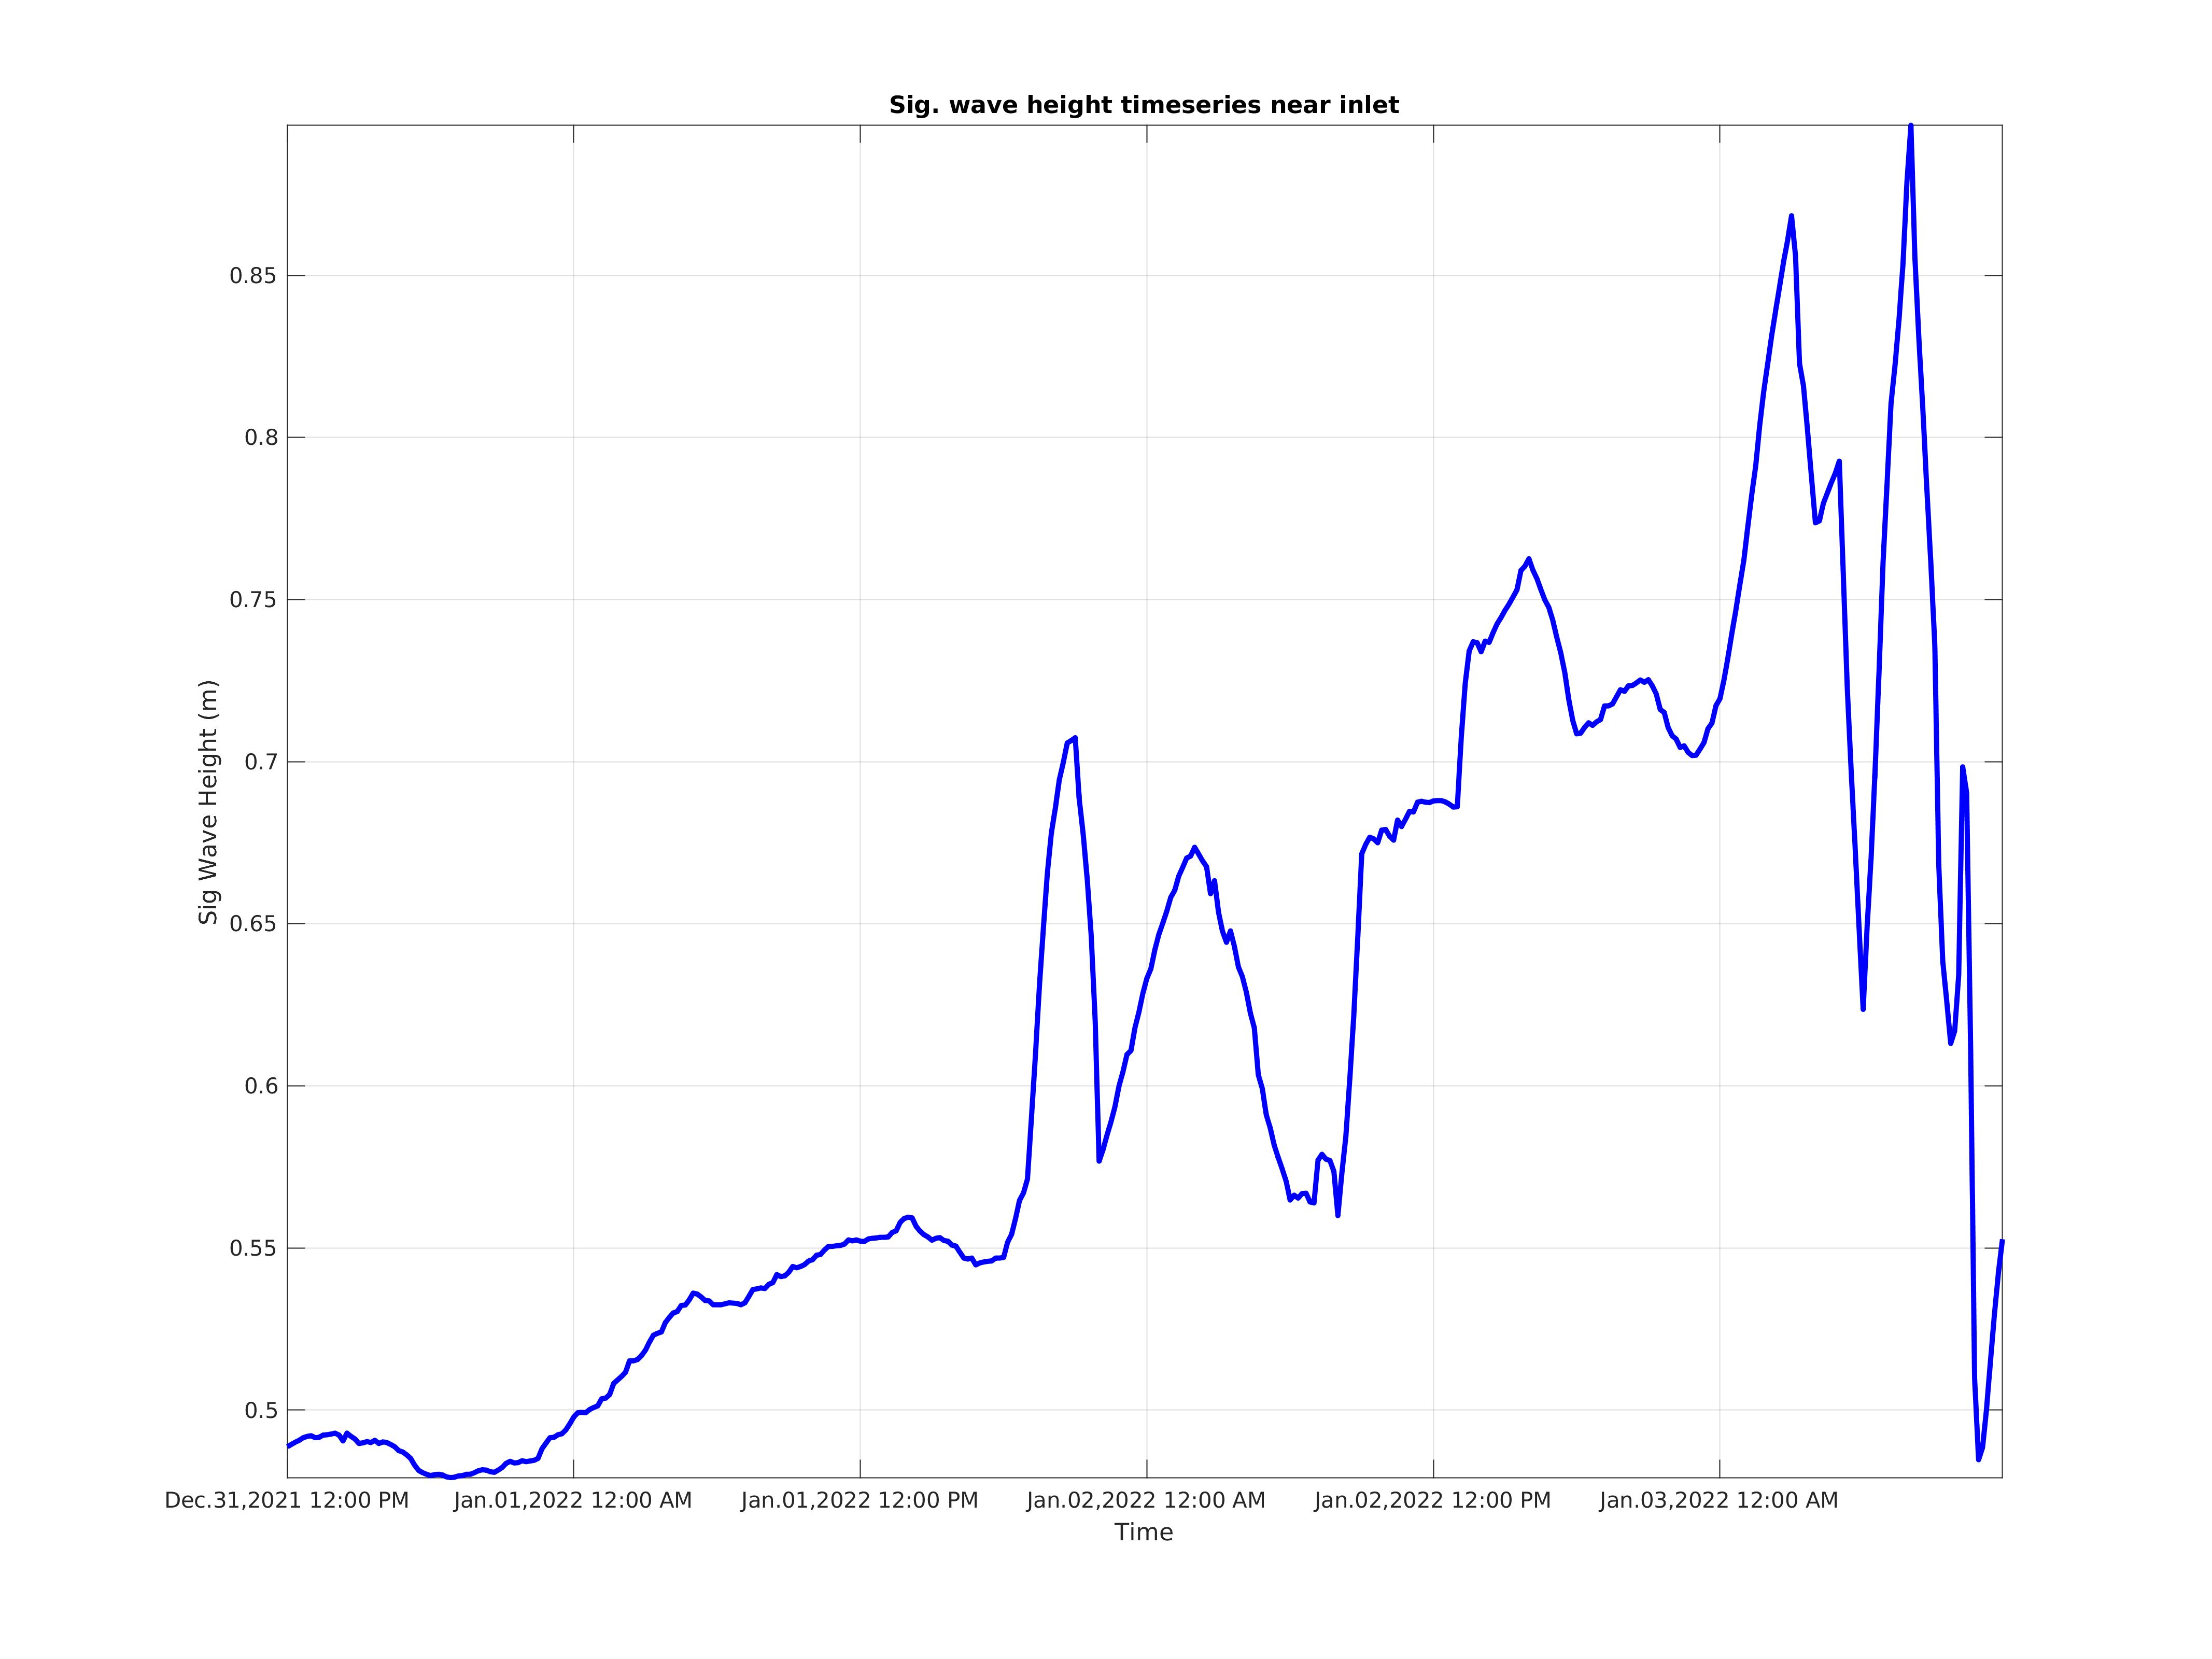 Sig. wave height timeseries near inlet
0.85
0.8
0.75
0.7
0.65
0.6
0.55
0.5
Sig Wave Height (m)
Dec.31,2021 12:00 PM Jan.01,2022 12:00 AM Jan.01,2022 12:00 PM Jan.02,2022 12:00 AM Jan.02,2022 12:00 PM Jan.03,2022 12:00 AM
Time